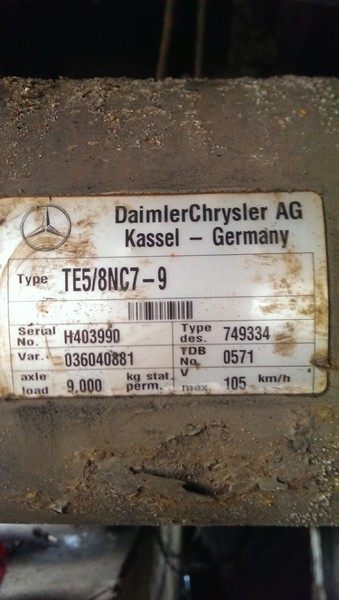 DaimlerChrysler AG
Kassel - Germany
Type TE5/8NC7-9
Serial No. H403990 Type des. 749334
Var. 036040881 TDB No 0571
axle load 9,000 kg stat. perm. V max 105 km/h